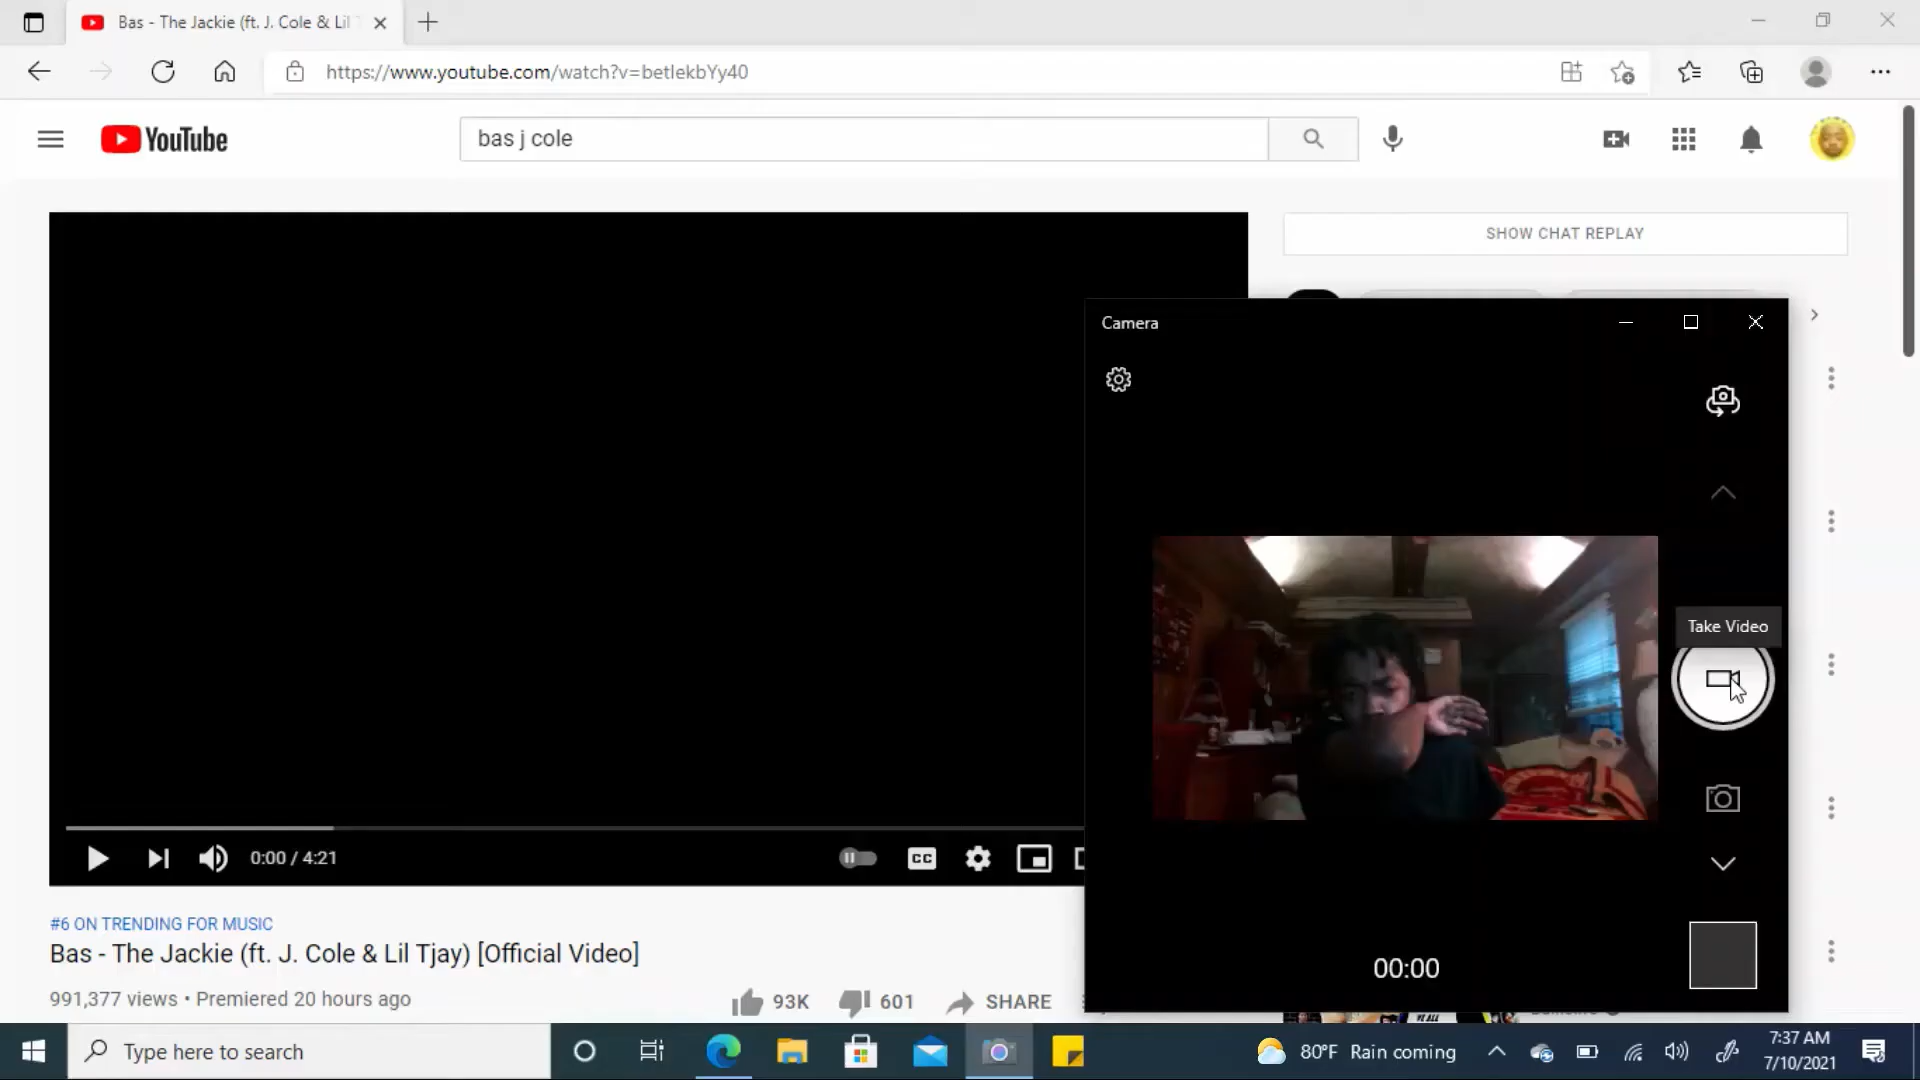 Bas - The Jackie (ft. J. Cole & Lil
https://www.youtube.com/watch?v=betlekbYy40
YouTube
bas j cole
SHOW CHAT REPLAY
Camera
Take Video
0:00 / 4:21
CC
00:00
#6 ON TRENDING FOR MUSIC
Bas - The Jackie (ft. J. Cole & Lil Tjay) [Official Video]
991,377 views • Premiered 20 hours ago
93K
601
SHARE
Type here to search
80°F Rain coming
7:37 AM
7/10/2021